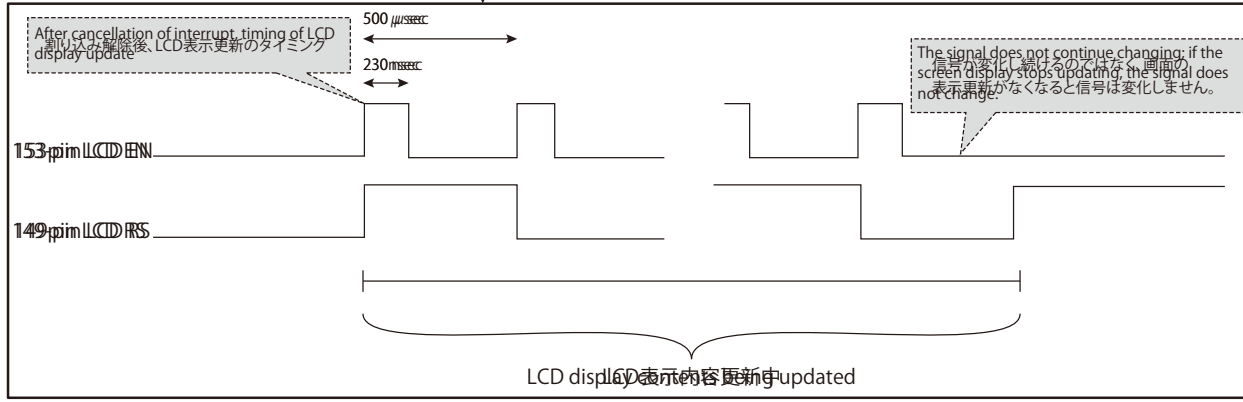 500 μsec
After cancellation of interrupt, timing of LCD
display update
割り込み解除後、LCD表示更新のタイミング
230nsec
The signal does not continue changing; if the
screen display stops updating, the signal does
not change.
信号が変化し続けるのではなく、画面の
表示更新がなくなると信号は変化しません。
153-pin LCD EN
149-pin LCD RS
LCD display contents being updated
LCD表示内容更新中